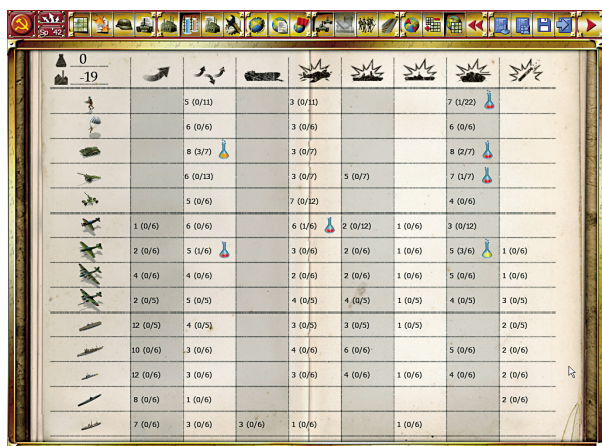 Sp '42
0
-19
5 (0/11) 3 (0/11) 7 (1/22)
6 (0/6) 3 (0/6) 6 (0/6)
8 (3/7) 3 (0/7) 8 (2/7)
6 (0/13) 3 (0/7) 5 (0/7) 7 (1/7)
5 (0/6) 7 (0/12) 4 (0/6)
1 (0/6) 6 (0/6) 6 (1/6) 2 (0/12) 1 (0/6) 3 (0/12)
2 (0/6) 5 (1/6) 3 (0/6) 2 (0/6) 1 (0/6) 5 (3/6) 1 (0/6)
4 (0/6) 4 (0/6) 2 (0/6) 2 (0/6) 1 (0/6) 5 (0/6) 1 (0/6)
2 (0/5) 5 (0/5) 4 (0/5) 4 (0/5) 1 (0/5) 4 (0/5) 3 (0/5)
12 (0/5) 4 (0/5) 3 (0/5) 3 (0/5) 1 (0/5) 2 (0/5)
10 (0/6) 3 (0/6) 4 (0/6) 6 (0/6) 5 (0/6) 2 (0/6)
12 (0/6) 3 (0/6) 3 (0/6) 4 (0/6) 1 (0/6) 4 (0/6) 2 (0/6)
8 (0/6) 1 (0/6) 2 (0/6)
7 (0/6) 3 (0/6) 3 (0/6) 1 (0/6) 1 (0/6)